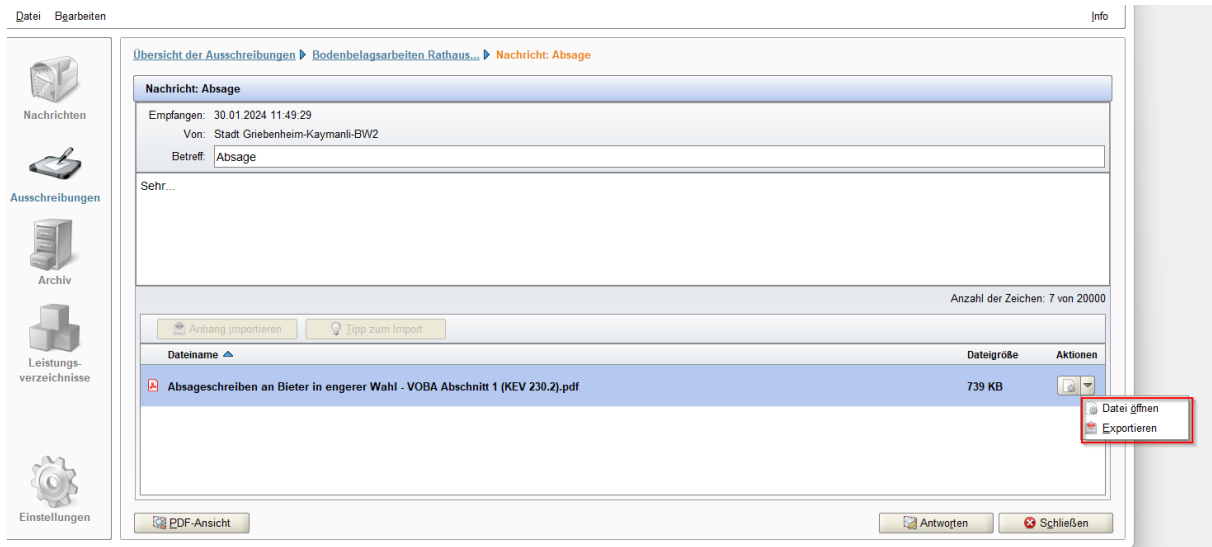 Datei Bearbeiten Info
Übersicht der Ausschreibungen Bodenbelagsarbeiten Rathaus... Nachricht: Absage
Nachricht: Absage
Empfangen: 30.01.2024 11:49:29
Von: Stadt Griebenheim-Kaymanli-BW2
Betreff: Absage
Sehr...
Anzahl der Zeichen: 7 von 20000
Anhang importieren Tipp zum Import
Dateiname Dateigröße Aktionen
Absageschreiben an Bieter in engerer Wahl - VOBA Abschnitt 1 (KEV 230.2).pdf 739 KB
Datei öffnen
Exportieren
PDF-Ansicht Antworten Schließen
Nachrichten
Ausschreibungen
Archiv
Leistungs-
verzeichnisse
Einstellungen